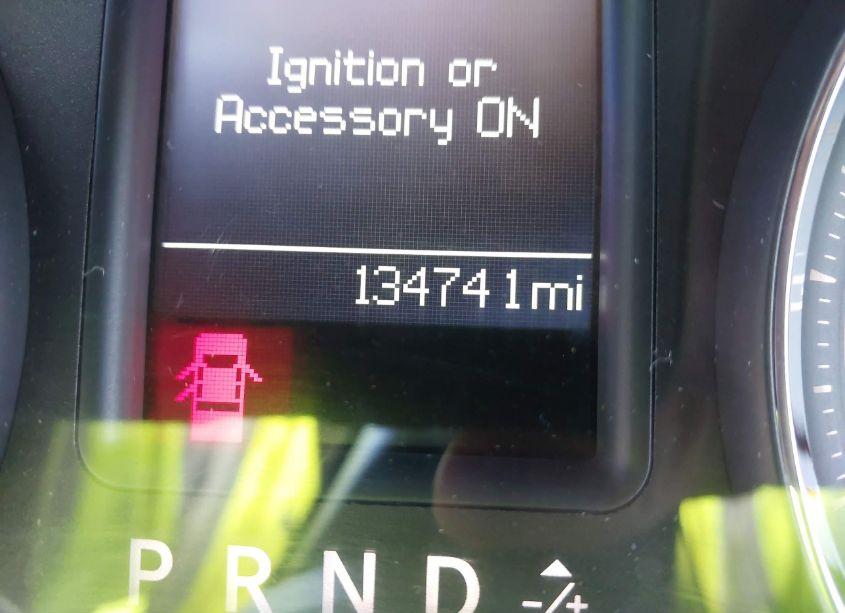 Ignition or
Accessory ON
134741 mi
P R N D -/+